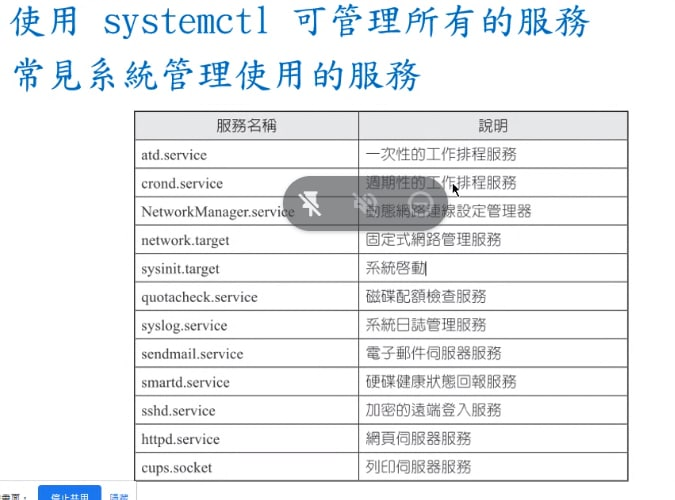 使用 systemctl 可管理所有的服務
常見系統管理使用的服務
服務名稱 說明
atd.service 一次性的工作排程服務
crond.service 週期性的工作排程服務
NetworkManager.service 動態網路連線設定管理器
network.target 固定式網路管理服務
sysinit.target 系統啓動
quotacheck.service 磁碟配額檢查服務
syslog.service 系統日誌管理服務
sendmail.service 電子郵件伺服器服務
smartd.service 硬碟健康狀態回報服務
sshd.service 加密的遠端登入服務
httpd.service 網頁伺服器服務
cups.socket 列印伺服器服務
停止共用 隱藏